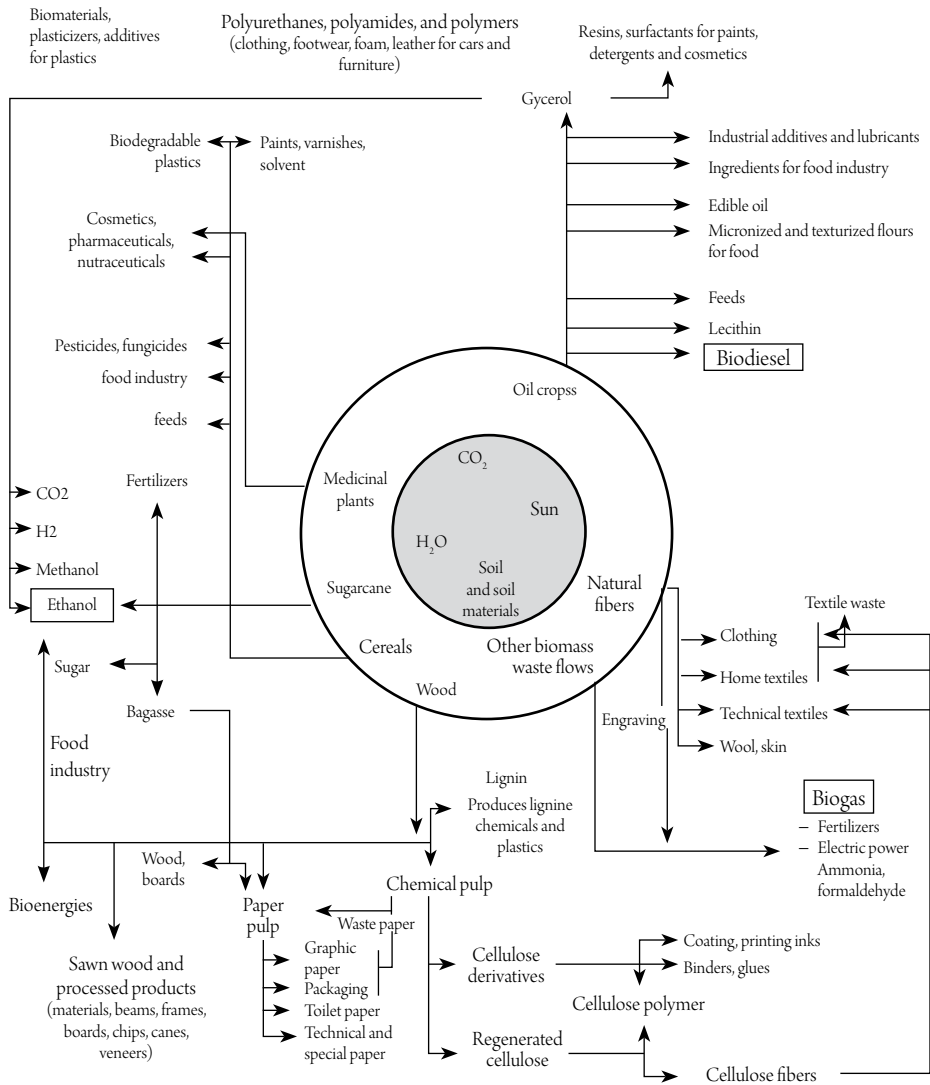 Biomaterials,
plasticizers, additives
for plastics
Polyurethanes, polyamides, and polymers
(clothing, footwear, foam, leather for cars and
furniture)
Resins, surfactants for paints,
detergents and cosmetics
Gycerol
Biodegradable
plastics
Paints, varnishes,
solvent
Industrial additives and lubricants
Ingredients for food industry
Edible oil
Micronized and texturized flours
for food
Cosmetics,
pharmaceuticals,
nutraceuticals
Feeds
Lecithin
Biodiesel
Pesticides, fungicides
food industry
feeds
Oil cropss
CO2
Sun
H2O
Soil
and soil
materials
Medicinal
plants
Sugarcane
Cereals
Wood
Other biomass
waste flows
Natural
fibers
Fertilizers
CO2
H2
Methanol
Ethanol
Sugar
Bagasse
Food
industry
Textile waste
Clothing
Home textiles
Technical textiles
Wool, skin
Engraving
Lignin
Produces lignine
chemicals and
plastics
Biogas
– Fertilizers
– Electric power
Ammonia,
formaldehyde
Wood,
boards
Bioenergies
Paper
pulp
Chemical pulp
Waste paper
Graphic
paper
Packaging
Toilet paper
Technical and
special paper
Sawn wood and
processed products
(materials, beams, frames,
boards, chips, canes,
veneers)
Cellulose
derivatives
Coating, printing inks
Binders, glues
Cellulose polymer
Regenerated
cellulose
Cellulose fibers